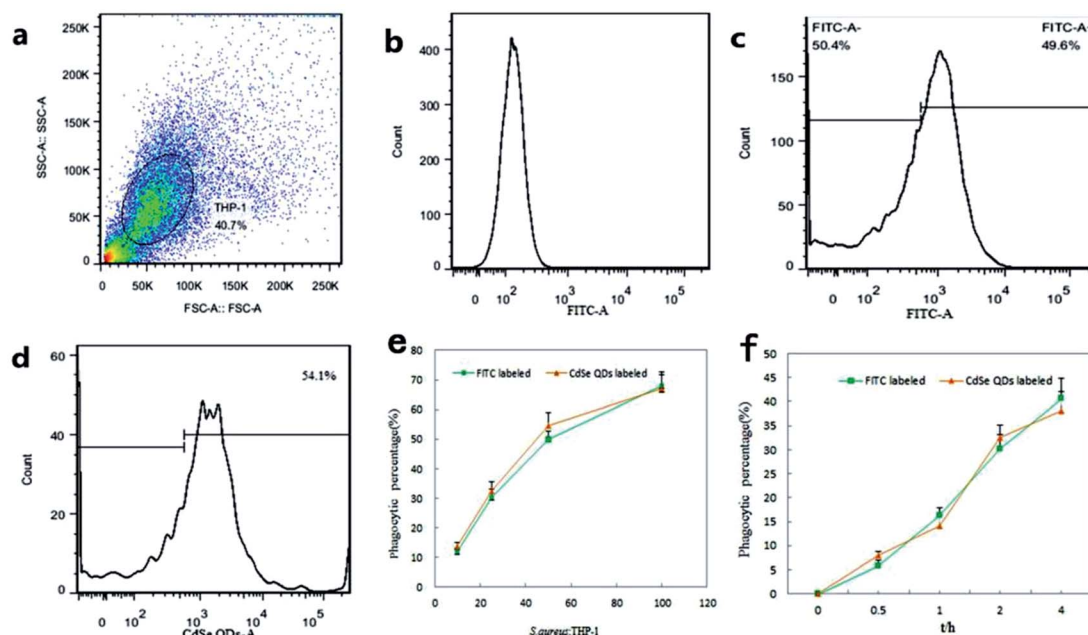 a
250K
200K
150K
100K
50K
0
SSC-A:: SSC-A
THP-1
40.7%
0 50K 100K 150K 200K 250K
FSC-A:: FSC-A
b
400
300
200
100
0
Count
0 10^2 10^3 10^4 10^5
FITC-A
c
FITC-A-
50.4%
FITC-A
49.6%
150
100
50
0
Count
0 10^2 10^3 10^4 10^5
FITC-A
d
54.1%
60
40
20
0
Count
0 10^2 10^3 10^4 10^5
CdSe QDs-A
e
FITC labeled CdSe QDs labeled
80
70
60
50
40
30
20
10
0
Phagocytic percentage(%)
0 20 40 60 80 100 120
S.aureus:THP-1
f
FITC labeled CdSe QDs labeled
50
45
40
35
30
25
20
15
10
5
0
Phagocytic percentage(%)
0 0.5 1 2 4
t/h